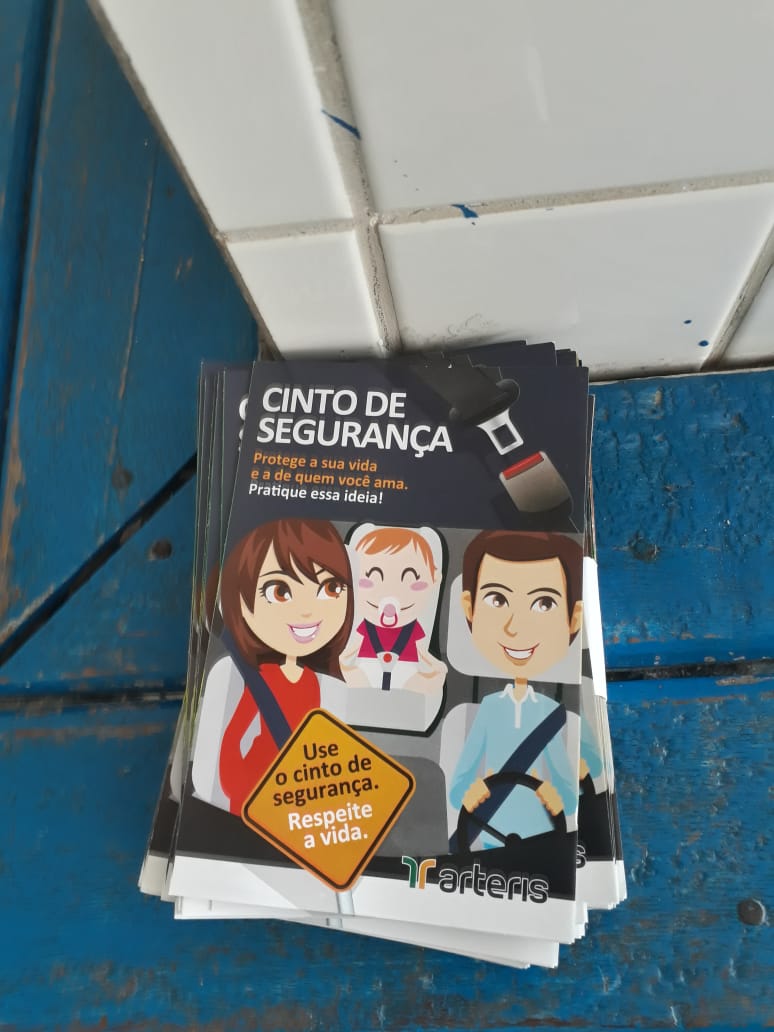 CINTO DE
SEGURANÇA
Protege a sua vida
e a de quem você ama.
Pratique essa ideia!
Use
o cinto de
segurança.
Respeite
a vida.
arteris